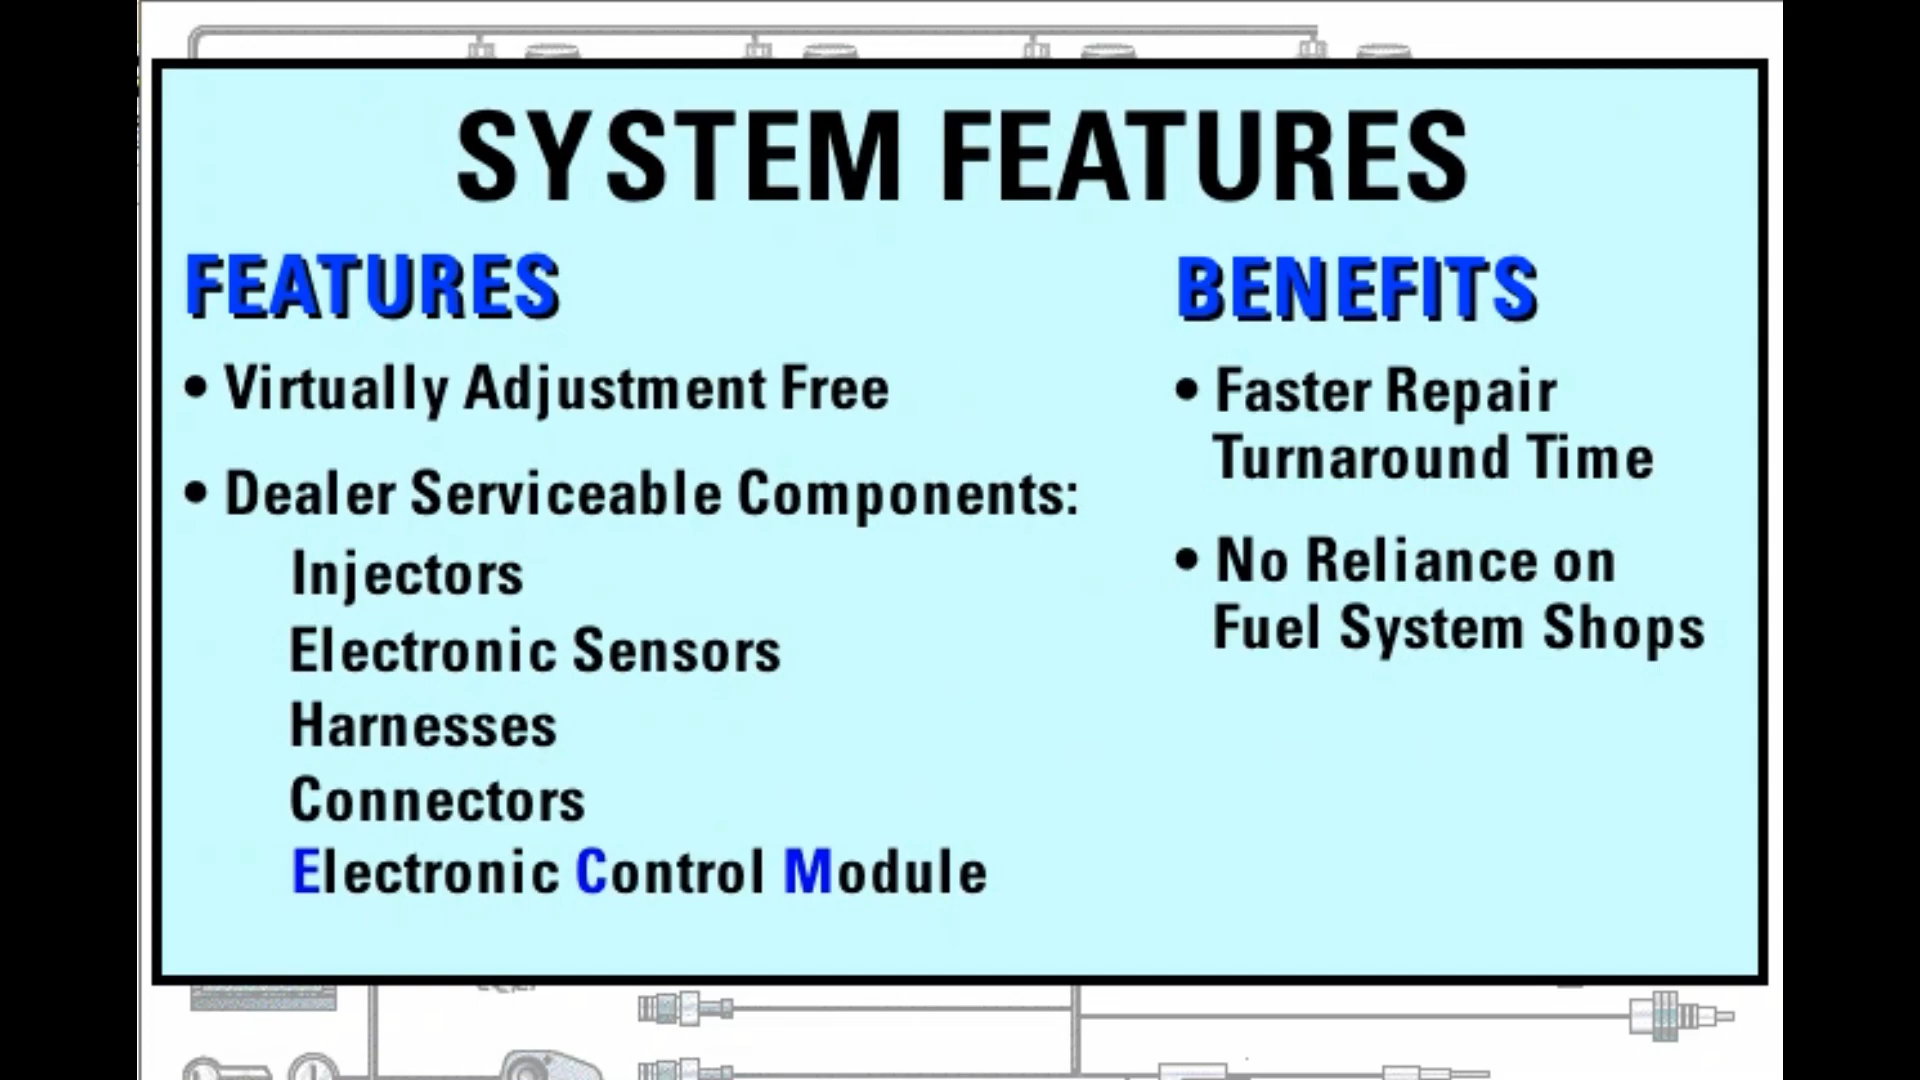 SYSTEM FEATURES
FEATURES
• Virtually Adjustment Free
• Dealer Serviceable Components:
Injectors
Electronic Sensors
Harnesses
Connectors
Electronic Control Module
BENEFITS
• Faster Repair
Turnaround Time
• No Reliance on
Fuel System Shops